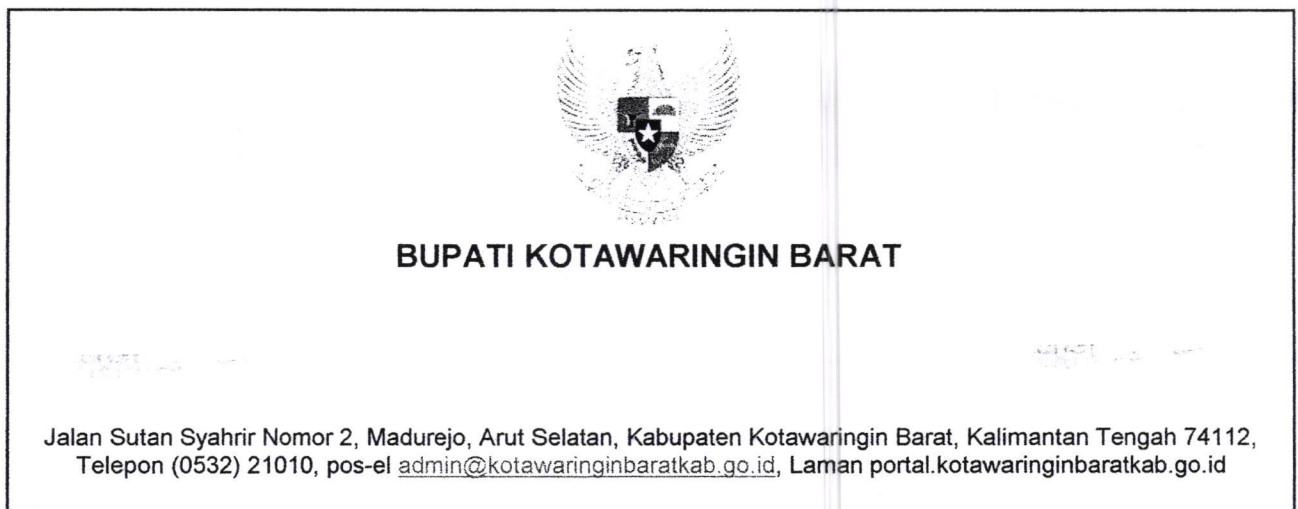 BUPATI KOTAWARINGIN BARAT
Jalan Sutan Syahrir Nomor 2, Madurejo, Arut Selatan, Kabupaten Kotawaringin Barat, Kalimantan Tengah 74112,
Telepon (0532) 21010, pos-el admin@kotawaringinbaratkab.go.id, Laman portal.kotawaringinbaratkab.go.id